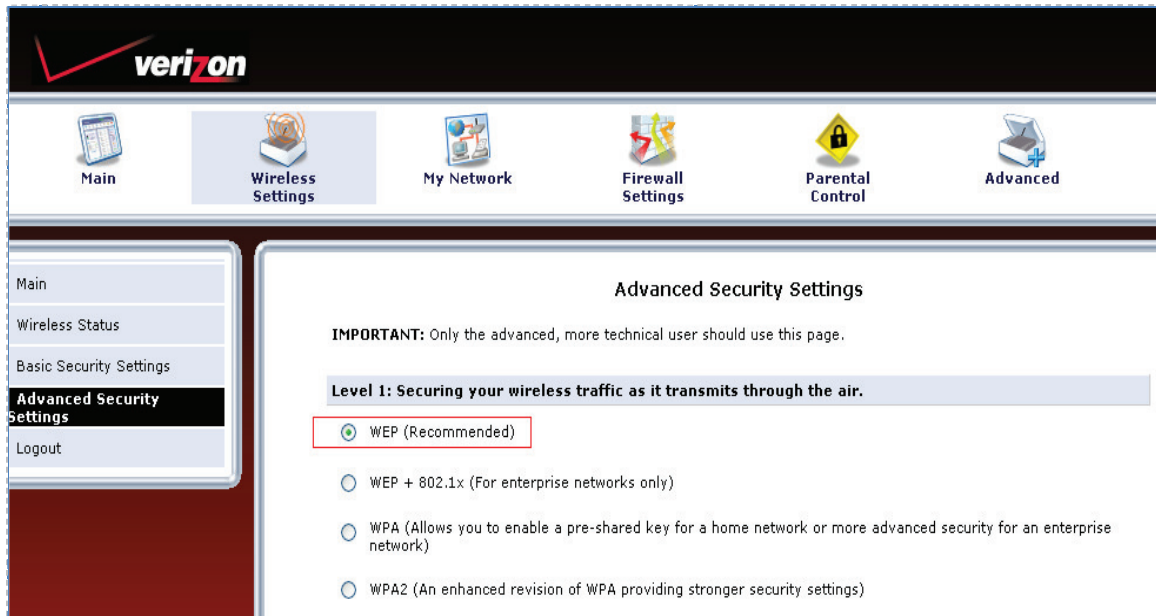 verizon
Main
Wireless
Settings
My Network
Firewall
Settings
Parental
Control
Advanced
Main
Wireless Status
Basic Security Settings
Advanced Security
Settings
Logout
Advanced Security Settings
IMPORTANT: Only the advanced, more technical user should use this page.
Level 1: Securing your wireless traffic as it transmits through the air.
WEP (Recommended)
WEP + 802.1x (For enterprise networks only)
WPA (Allows you to enable a pre-shared key for a home network or more advanced security for an enterprise
network)
WPA2 (An enhanced revision of WPA providing stronger security settings)